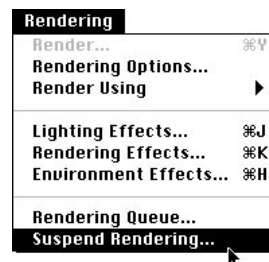 Rendering
Render... ⌘Y
Rendering Options...
Render Using
Lighting Effects... ⌘J
Rendering Effects... ⌘K
Environment Effects... ⌘H
Rendering Queue...
Suspend Rendering...